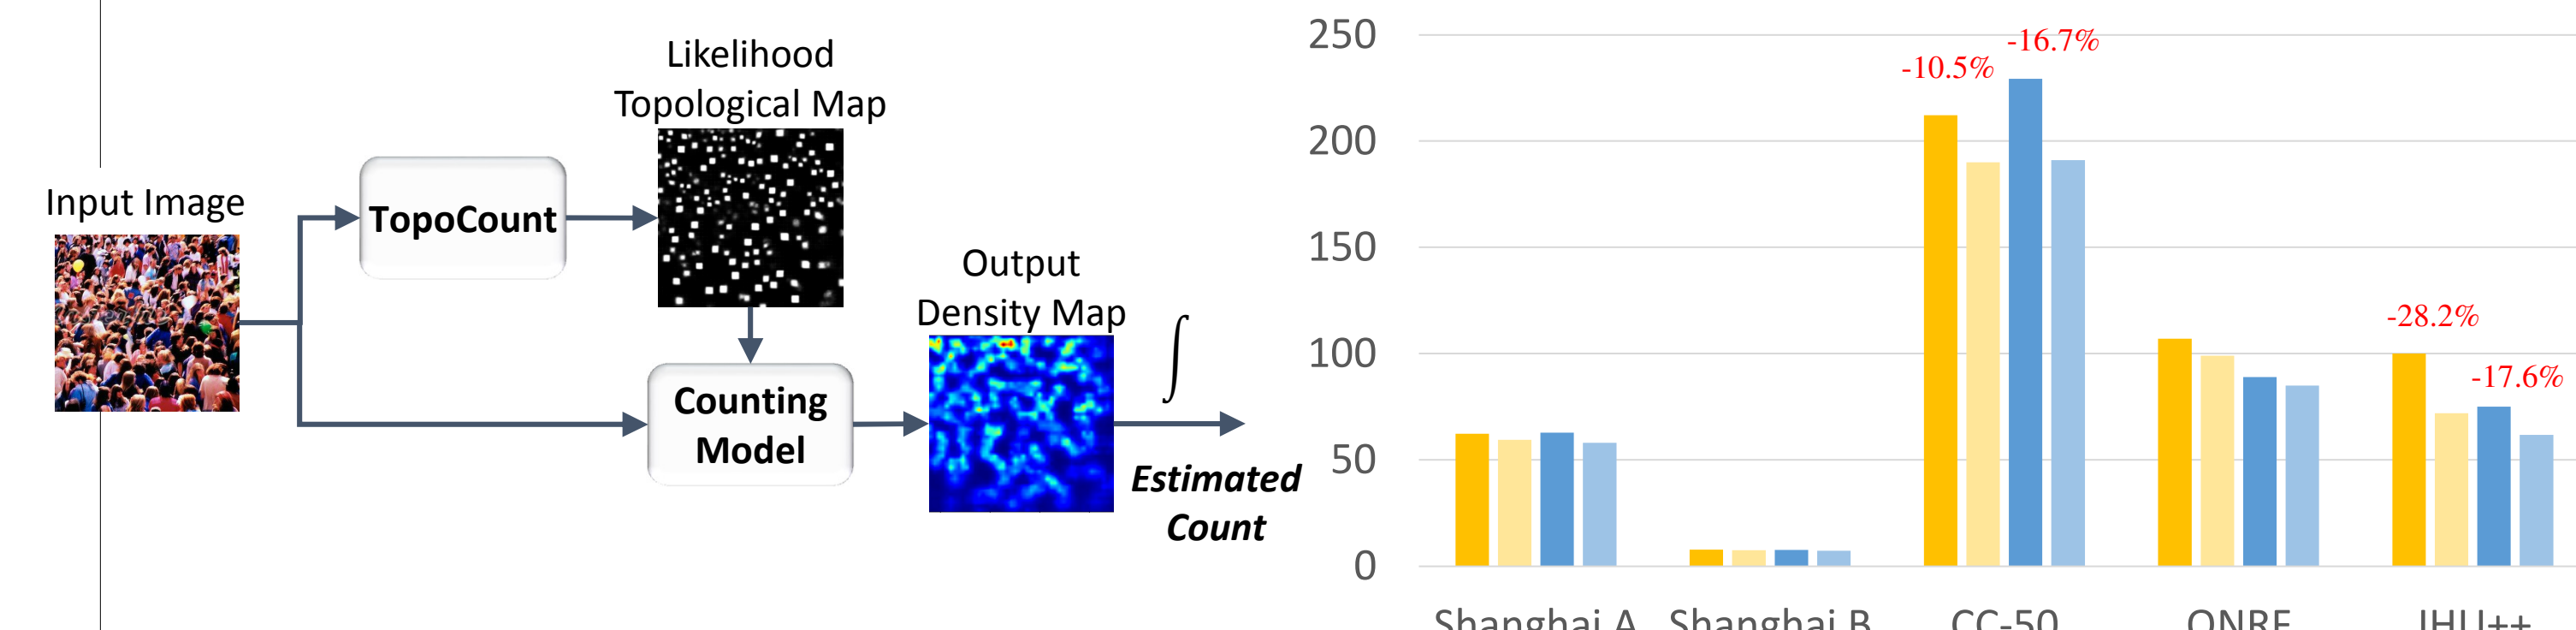 Input Image
TopoCount
Likelihood
Topological Map
Counting
Model
Output
Density Map
∫
Estimated
Count
250
200
150
100
50
0
-10.5%
-16.7%
-28.2%
-17.6%
Shanghai A
Shanghai B
CC-50
QNRF
JHU++